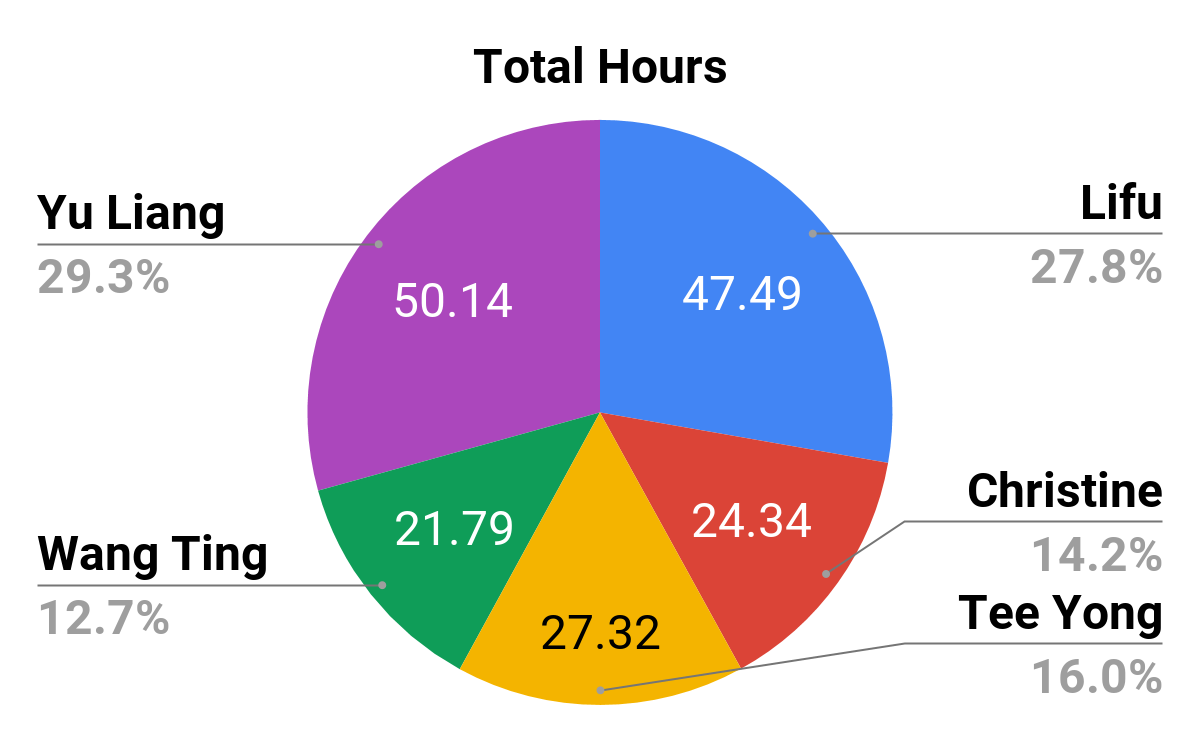 Total Hours
Yu Liang
29.3%
Lifu
27.8%
50.14
47.49
Christine
14.2%
24.34
21.79
Wang Ting
12.7%
Tee Yong
16.0%
27.32